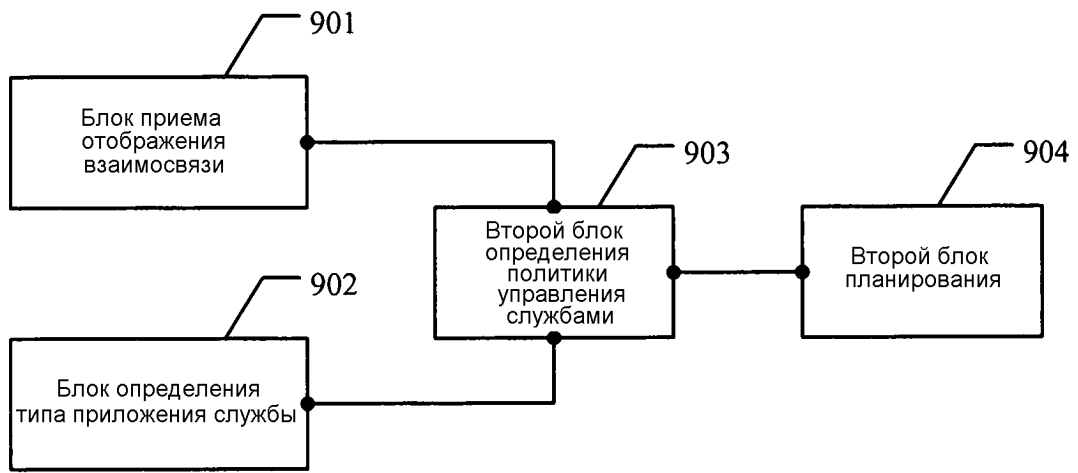 901
Блок приема
отображения
взаимосвязи
903
904
Второй блок
определения
политики
управления
службами
Второй блок
планирования
902
Блок определения
типа приложения службы